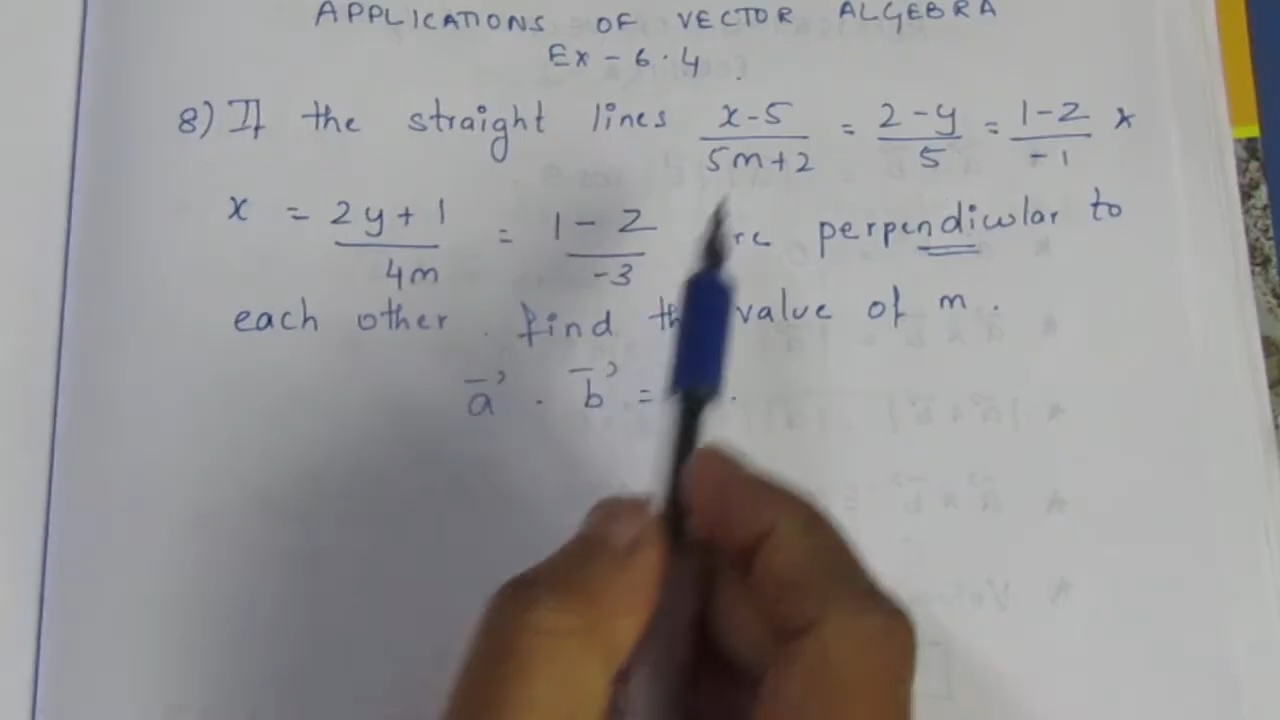 APPLICATIONS OF VECTOR ALGEBRA
Ex - 6.4
8) If the straight lines (x-5)/(5m+2) = (2-y)/5 = (1-z)/-1 &
x = (2y+1)/4m = (1-z)/-3 perpendicular to
each other. find value of m.
a⃗ . b⃗ =